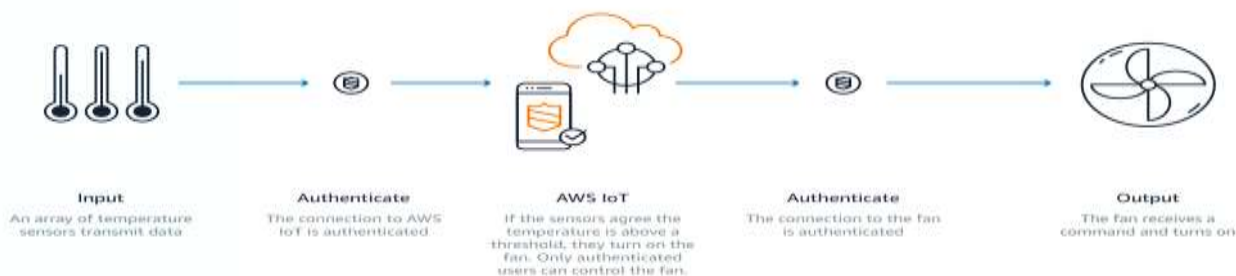 Input
An array of temperature
sensors transmit data
Authenticate
The connection to AWS
IoT is authenticated
AWS IoT
If the sensors agree the
temperature is above a
threshold, they turn on the
fan. Only authenticated
users can control the fan.
Authenticate
The connection to the fan
is authenticated
Output
The fan receives a
command and turns on